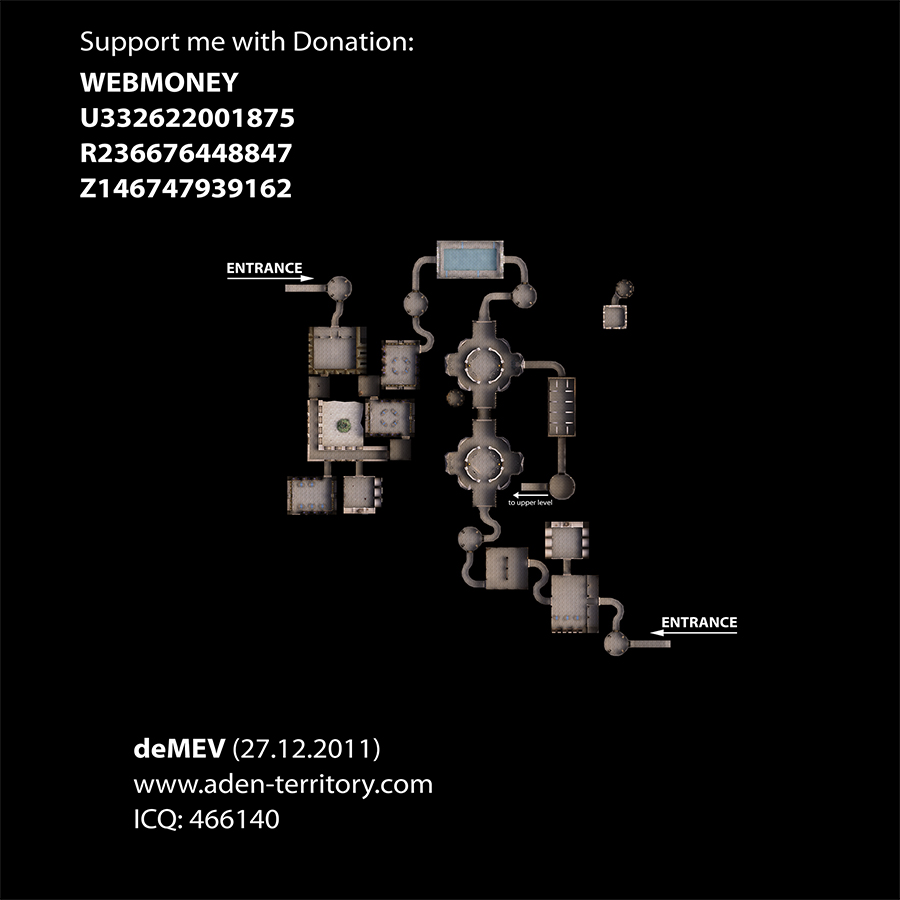 Support me with Donation:
WEBMONEY
U332622001875
R236676448847
Z146747939162
ENTRANCE
to upper level
ENTRANCE
deMEV (27.12.2011)
www.aden-territory.com
ICQ: 466140